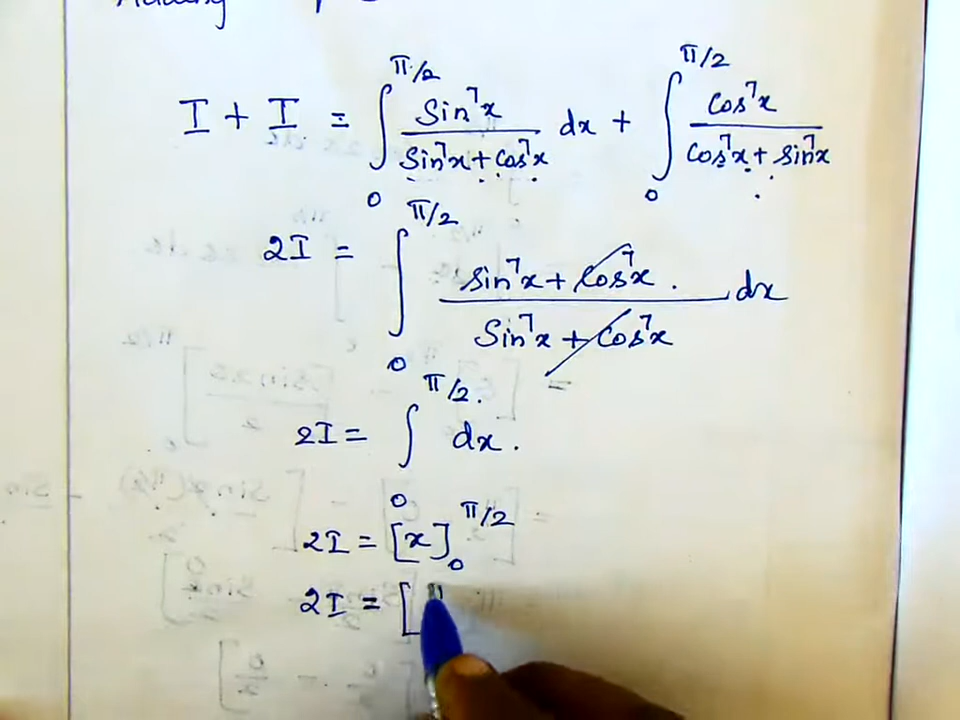 Adding
I + I = ∫₀^π/2 Sin⁷x / Sin⁷x + Cos⁷x dx + ∫₀^π/2 Cos⁷x / Cos⁷x + Sin⁷x
2I = ∫₀^π/2 Sin⁷x + Cos⁷x . / Sin⁷x + Cos⁷x dx
2I = ∫₀^π/2. dx.
2I = [x]₀^π/2
2I = [